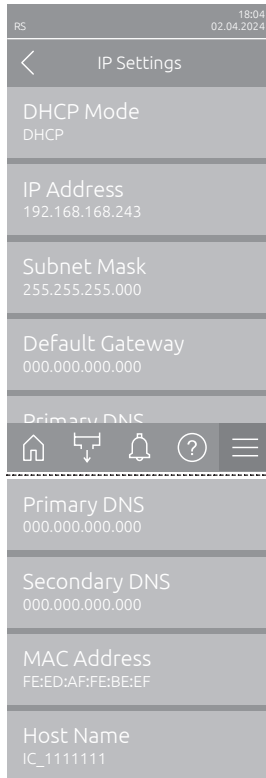 18:04
RS
02.04.2024
IP Settings
DHCP Mode
DHCP
IP Address
192.168.168.243
Subnet Mask
255.255.255.000
Default Gateway
000.000.000.000
Primary DNS
?
Primary DNS
000.000.000.000
Secondary DNS
000.000.000.000
MAC Address
FE:ED:AF:FE:BE:EF
Host Name
IC_1111111